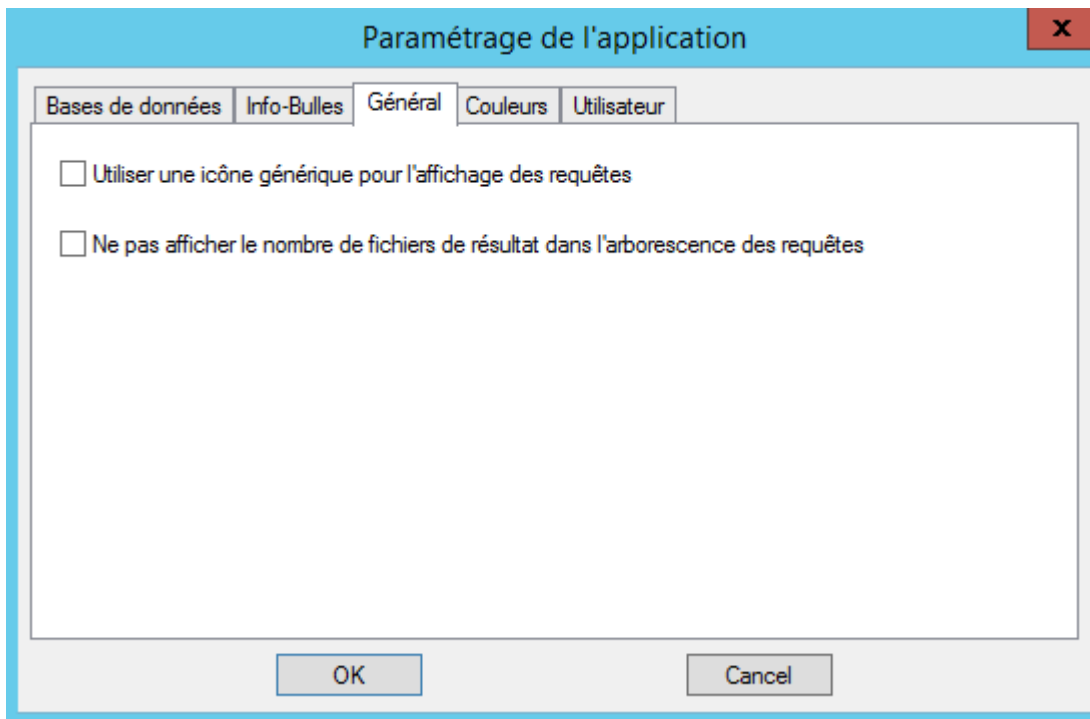 Paramétrage de l'application
x
Bases de données Info-Bulles Général Couleurs Utilisateur
Utiliser une icône générique pour l'affichage des requêtes
Ne pas afficher le nombre de fichiers de résultat dans l'arborescence des requêtes
OK Cancel